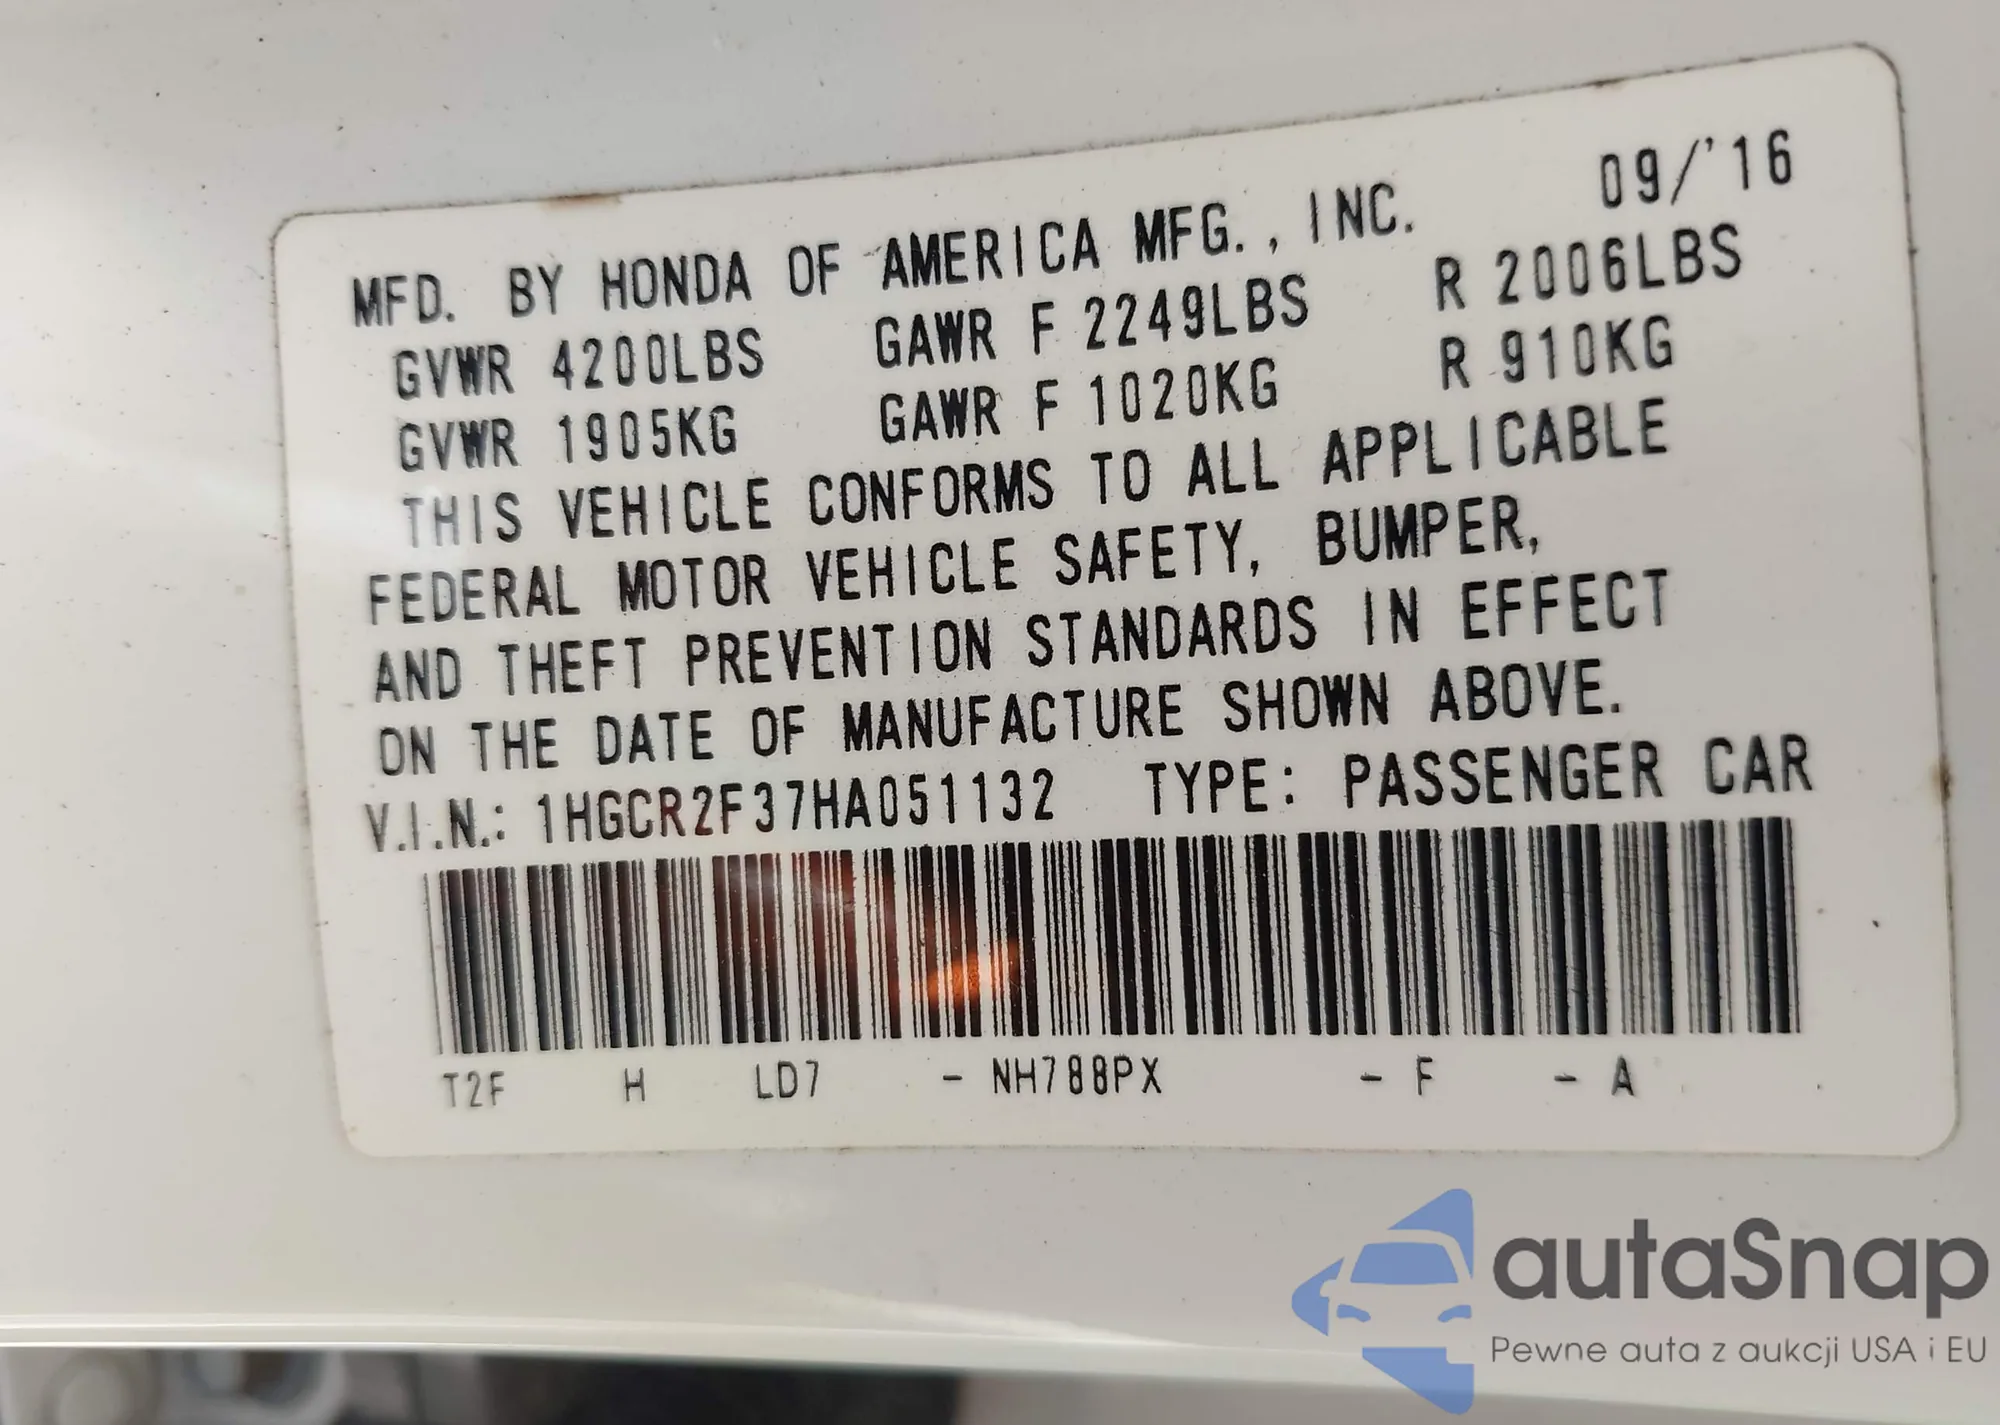 09/'16
MFD. BY HONDA OF AMERICA MFG., INC.
GVWR 4200LBS GAWR F 2249LBS R 2006LBS
GVWR 1905KG GAWR F 1020KG R 910KG
THIS VEHICLE CONFORMS TO ALL APPLICABLE
FEDERAL MOTOR VEHICLE SAFETY, BUMPER,
AND THEFT PREVENTION STANDARDS IN EFFECT
ON THE DATE OF MANUFACTURE SHOWN ABOVE.
V.I.N.: 1HGCR2F37HA051132 TYPE: PASSENGER CAR
T2F H LD7 - NH788PX - F - A
autaSnap
Pewne auta z aukcji USA i EU